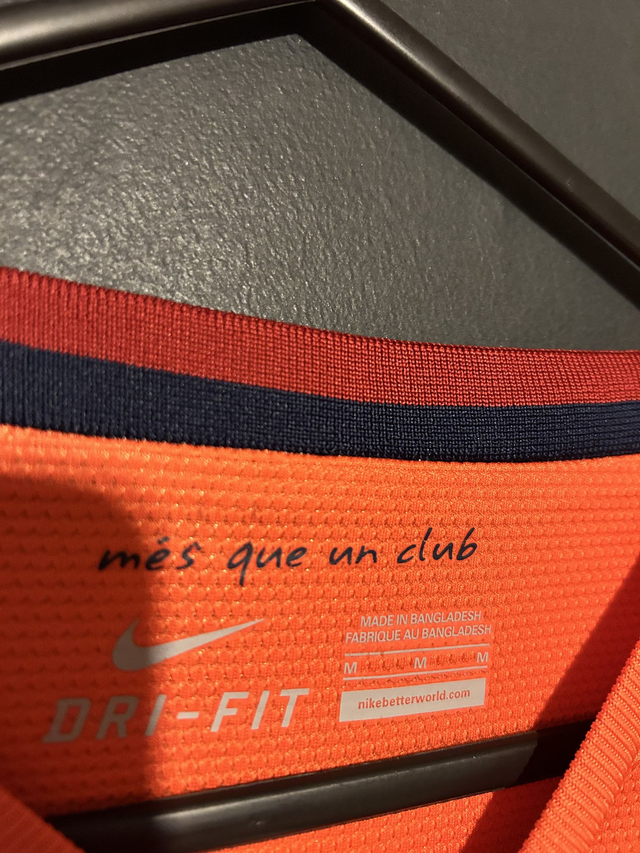 més que un club
MADE IN BANGLADESH
FABRIQUE AU BANGLADESH
M M M
nikebetterworld.com
DRI-FIT